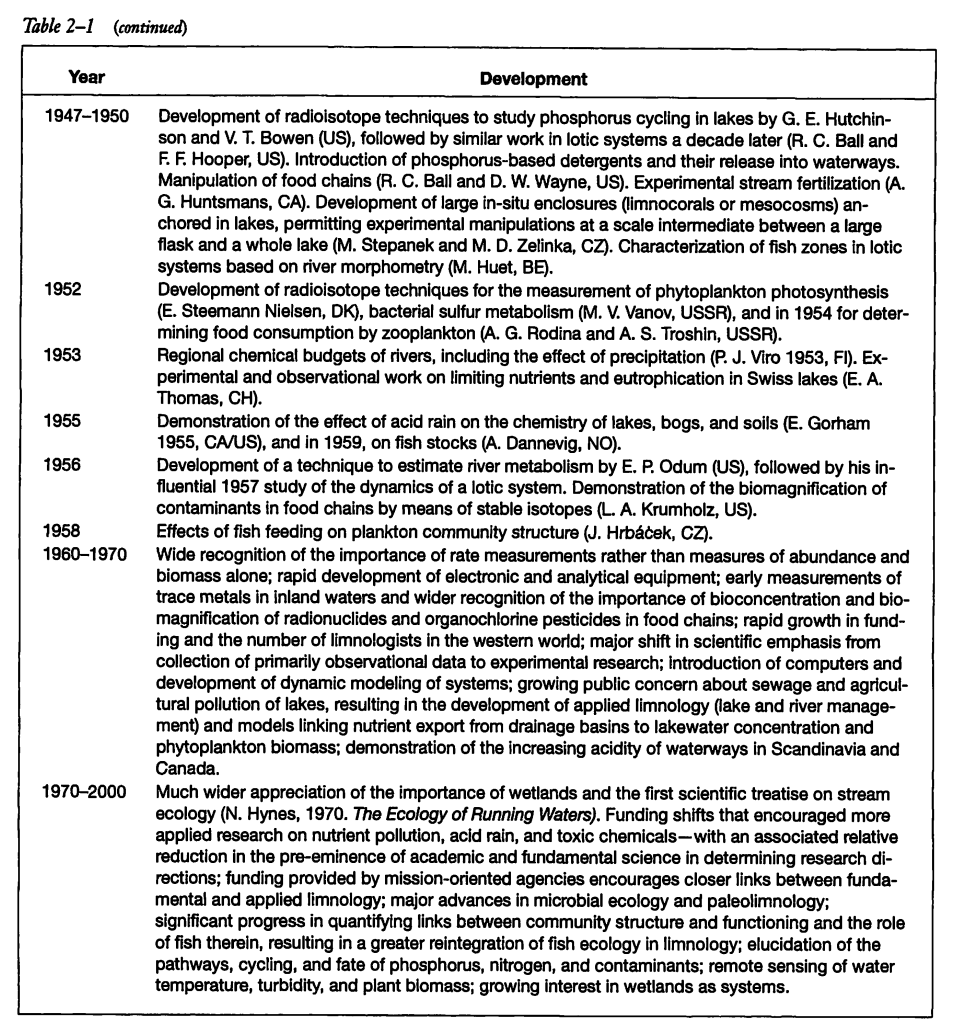 Table 2–1 (continued)
Year Development
1947–1950 Development of radioisotope techniques to study phosphorus cycling in lakes by G. E. Hutchin-
son and V. T. Bowen (US), followed by similar work in lotic systems a decade later (R. C. Ball and
F. F. Hooper, US). Introduction of phosphorus-based detergents and their release into waterways.
Manipulation of food chains (R. C. Ball and D. W. Wayne, US). Experimental stream fertilization (A.
G. Huntsmans, CA). Development of large in-situ enclosures (limnocorals or mesocosms) an-
chored in lakes, permitting experimental manipulations at a scale intermediate between a large
flask and a whole lake (M. Stepanek and M. D. Zelinka, CZ). Characterization of fish zones in lotic
systems based on river morphometry (M. Huet, BE).
1952 Development of radioisotope techniques for the measurement of phytoplankton photosynthesis
(E. Steemann Nielsen, DK), bacterial sulfur metabolism (M. V. Vanov, USSR), and in 1954 for deter-
mining food consumption by zooplankton (A. G. Rodina and A. S. Troshin, USSR).
1953 Regional chemical budgets of rivers, including the effect of precipitation (P. J. Viro 1953, FI). Ex-
perimental and observational work on limiting nutrients and eutrophication in Swiss lakes (E. A.
Thomas, CH).
1955 Demonstration of the effect of acid rain on the chemistry of lakes, bogs, and soils (E. Gorham
1955, CA/US), and in 1959, on fish stocks (A. Dannevig, NO).
1956 Development of a technique to estimate river metabolism by E. P. Odum (US), followed by his in-
fluential 1957 study of the dynamics of a lotic system. Demonstration of the biomagnification of
contaminants in food chains by means of stable isotopes (L. A. Krumholz, US).
1958 Effects of fish feeding on plankton community structure (J. Hrbáček, CZ).
1960–1970 Wide recognition of the importance of rate measurements rather than measures of abundance and
biomass alone; rapid development of electronic and analytical equipment; early measurements of
trace metals in inland waters and wider recognition of the importance of bioconcentration and bio-
magnification of radionuclides and organochlorine pesticides in food chains; rapid growth in fund-
ing and the number of limnologists in the western world; major shift in scientific emphasis from
collection of primarily observational data to experimental research; introduction of computers and
development of dynamic modeling of systems; growing public concern about sewage and agricul-
tural pollution of lakes, resulting in the development of applied limnology (lake and river manage-
ment) and models linking nutrient export from drainage basins to lakewater concentration and
phytoplankton biomass; demonstration of the increasing acidity of waterways in Scandinavia and
Canada.
1970–2000 Much wider appreciation of the importance of wetlands and the first scientific treatise on stream
ecology (N. Hynes, 1970. The Ecology of Running Waters). Funding shifts that encouraged more
applied research on nutrient pollution, acid rain, and toxic chemicals—with an associated relative
reduction in the pre-eminence of academic and fundamental science in determining research di-
rections; funding provided by mission-oriented agencies encourages closer links between funda-
mental and applied limnology; major advances in microbial ecology and paleolimnology;
significant progress in quantifying links between community structure and functioning and the role
of fish therein, resulting in a greater reintegration of fish ecology in limnology; elucidation of the
pathways, cycling, and fate of phosphorus, nitrogen, and contaminants; remote sensing of water
temperature, turbidity, and plant biomass; growing interest in wetlands as systems.